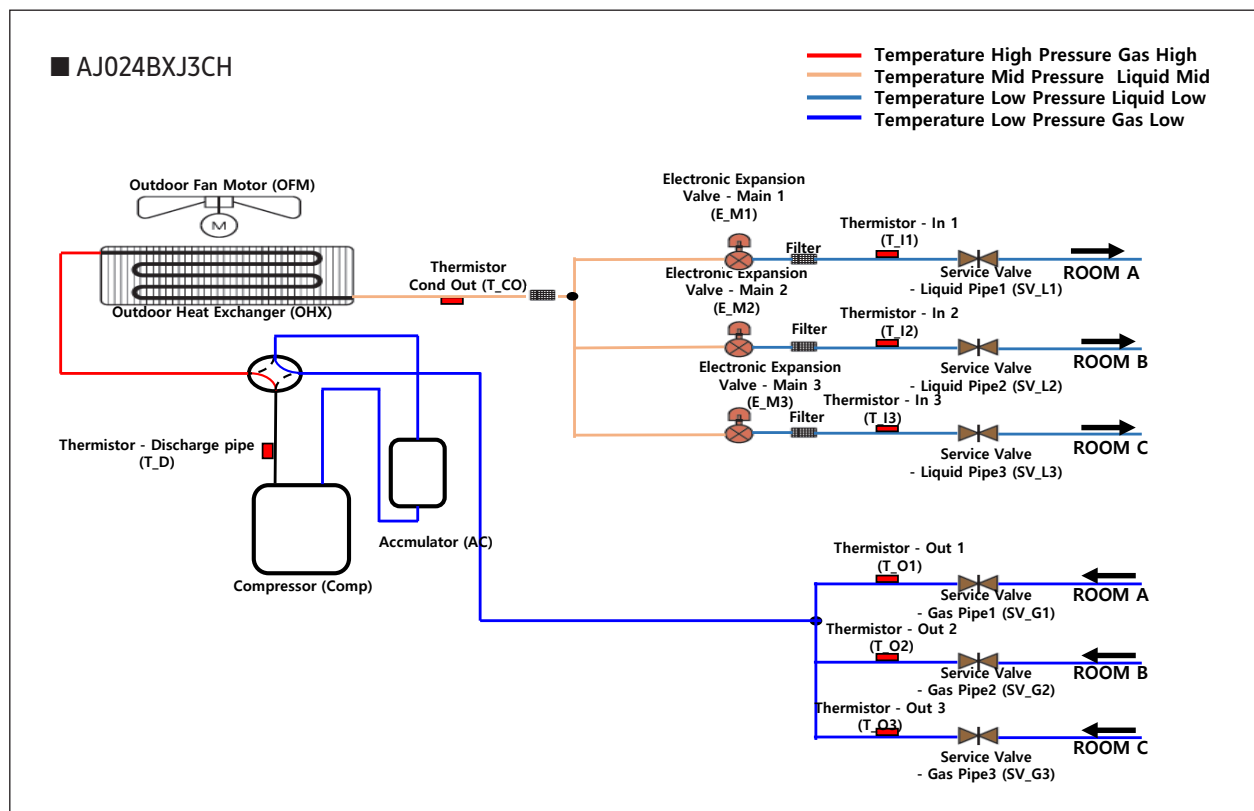 ■ AJ024BXJ3CH
Temperature High Pressure Gas High
Temperature Mid Pressure Liquid Mid
Temperature Low Pressure Liquid Low
Temperature Low Pressure Gas Low
Outdoor Fan Motor (OFM)
M
Outdoor Heat Exchanger (OHX)
Thermistor
Cond Out (T_CO)
Electronic Expansion
Valve - Main 1
(E_M1)
Filter
Thermistor - In 1
(T_I1)
Service Valve
- Liquid Pipe1 (SV_L1)
ROOM A
Electronic Expansion
Valve - Main 2
(E_M2)
Filter
Thermistor - In 2
(T_I2)
Service Valve
- Liquid Pipe2 (SV_L2)
ROOM B
Electronic Expansion
Valve - Main 3
(E_M3)
Filter
Thermistor - In 3
(T_I3)
Service Valve
- Liquid Pipe3 (SV_L3)
ROOM C
Thermistor - Discharge pipe
(T_D)
Accmulator (AC)
Compressor (Comp)
Thermistor - Out 1
(T_O1)
Service Valve
- Gas Pipe1 (SV_G1)
ROOM A
Thermistor - Out 2
(T_O2)
Service Valve
- Gas Pipe2 (SV_G2)
ROOM B
Thermistor - Out 3
(T_O3)
Service Valve
- Gas Pipe3 (SV_G3)
ROOM C